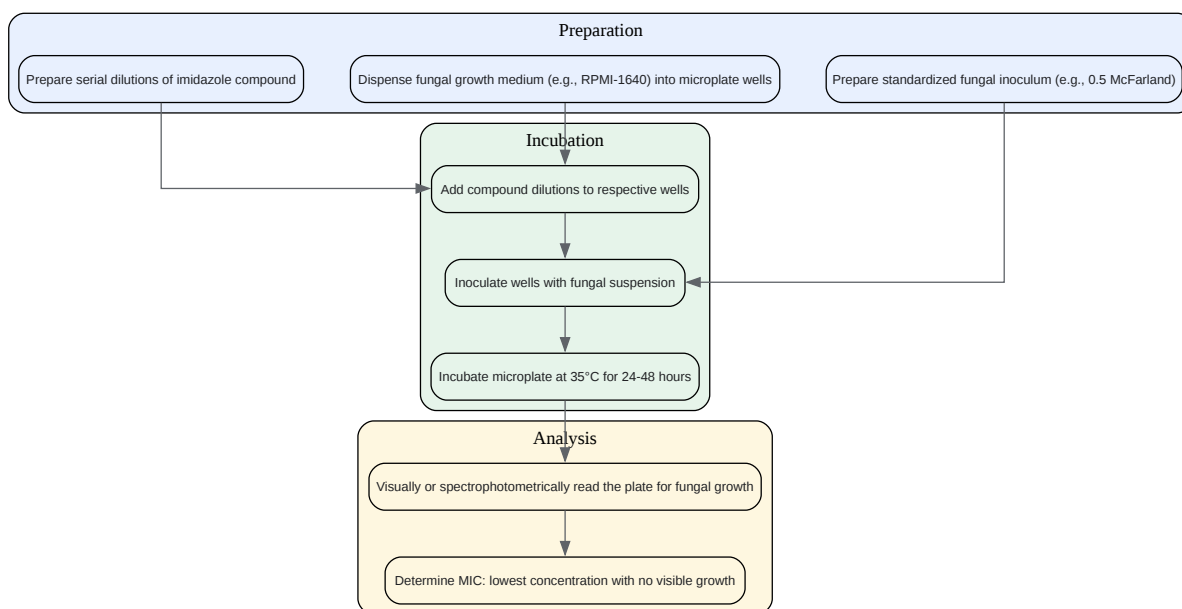 Preparation
Prepare serial dilutions of imidazole compound
Dispense fungal growth medium (e.g., RPMI-1640) into microplate wells
Prepare standardized fungal inoculum (e.g., 0.5 McFarland)
Incubation
Add compound dilutions to respective wells
Inoculate wells with fungal suspension
Incubate microplate at 35°C for 24-48 hours
Analysis
Visually or spectrophotometrically read the plate for fungal growth
Determine MIC: lowest concentration with no visible growth